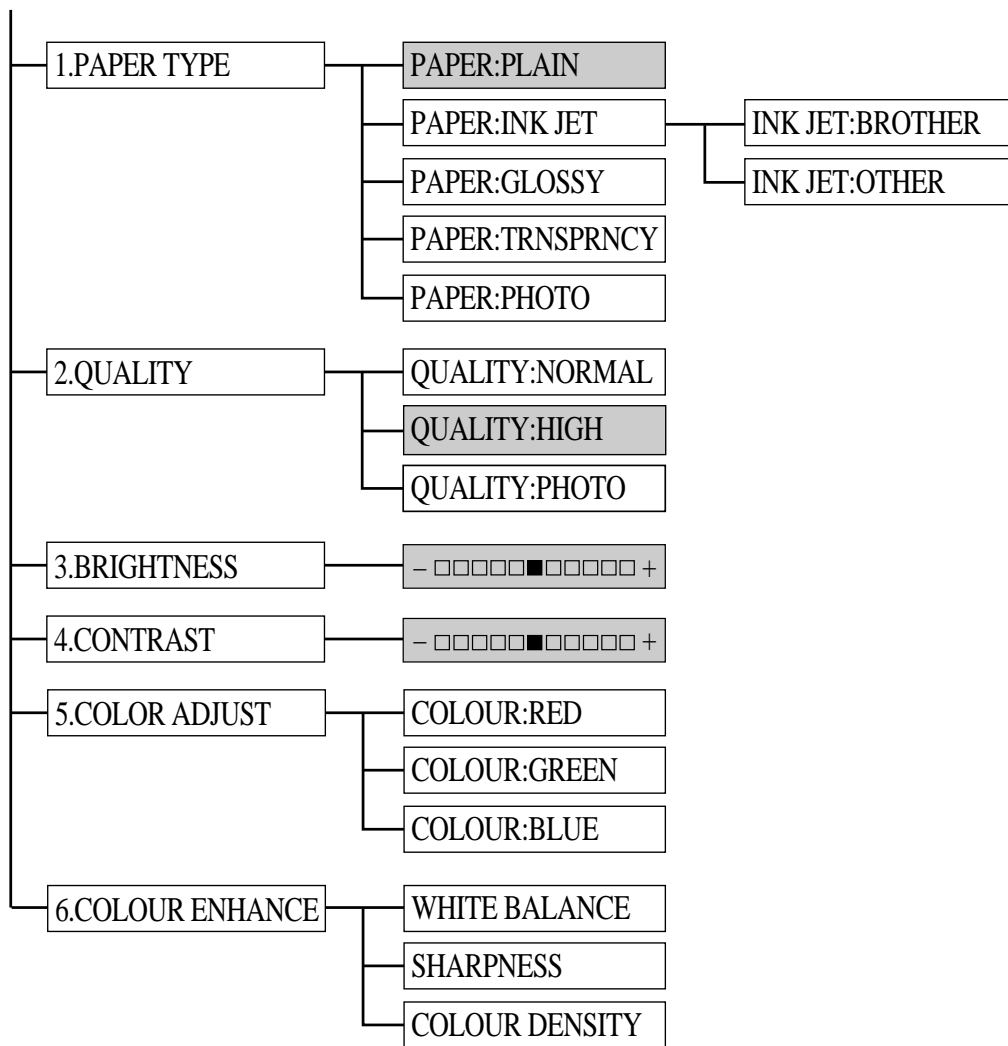 1.PAPER TYPE
PAPER:PLAIN
PAPER:INK JET
INK JET:BROTHER
INK JET:OTHER
PAPER:GLOSSY
PAPER:TRNSPRNCY
PAPER:PHOTO
2.QUALITY
QUALITY:NORMAL
QUALITY:HIGH
QUALITY:PHOTO
3.BRIGHTNESS
– □□□□□■□□□□□ +
4.CONTRAST
– □□□□□■□□□□□ +
5.COLOR ADJUST
COLOUR:RED
COLOUR:GREEN
COLOUR:BLUE
6.COLOUR ENHANCE
WHITE BALANCE
SHARPNESS
COLOUR DENSITY